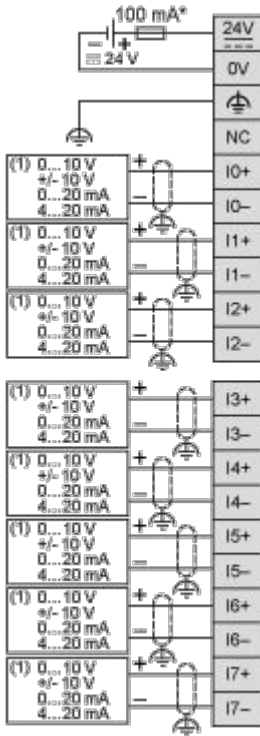 100 mA*
24V
− +
24 V
0V
NC
(1) 0...10 V
+/- 10 V
0...20 mA
4...20 mA
+
−
I0+
I0−
(1) 0...10 V
+/- 10 V
0...20 mA
4...20 mA
+
−
I1+
I1−
(1) 0...10 V
+/- 10 V
0...20 mA
4...20 mA
+
−
I2+
I2−
(1) 0...10 V
+/- 10 V
0...20 mA
4...20 mA
+
−
I3+
I3−
(1) 0...10 V
+/- 10 V
0...20 mA
4...20 mA
+
−
I4+
I4−
(1) 0...10 V
+/- 10 V
0...20 mA
4...20 mA
+
−
I5+
I5−
(1) 0...10 V
+/- 10 V
0...20 mA
4...20 mA
+
−
I6+
I6−
(1) 0...10 V
+/- 10 V
0...20 mA
4...20 mA
+
−
I7+
I7−